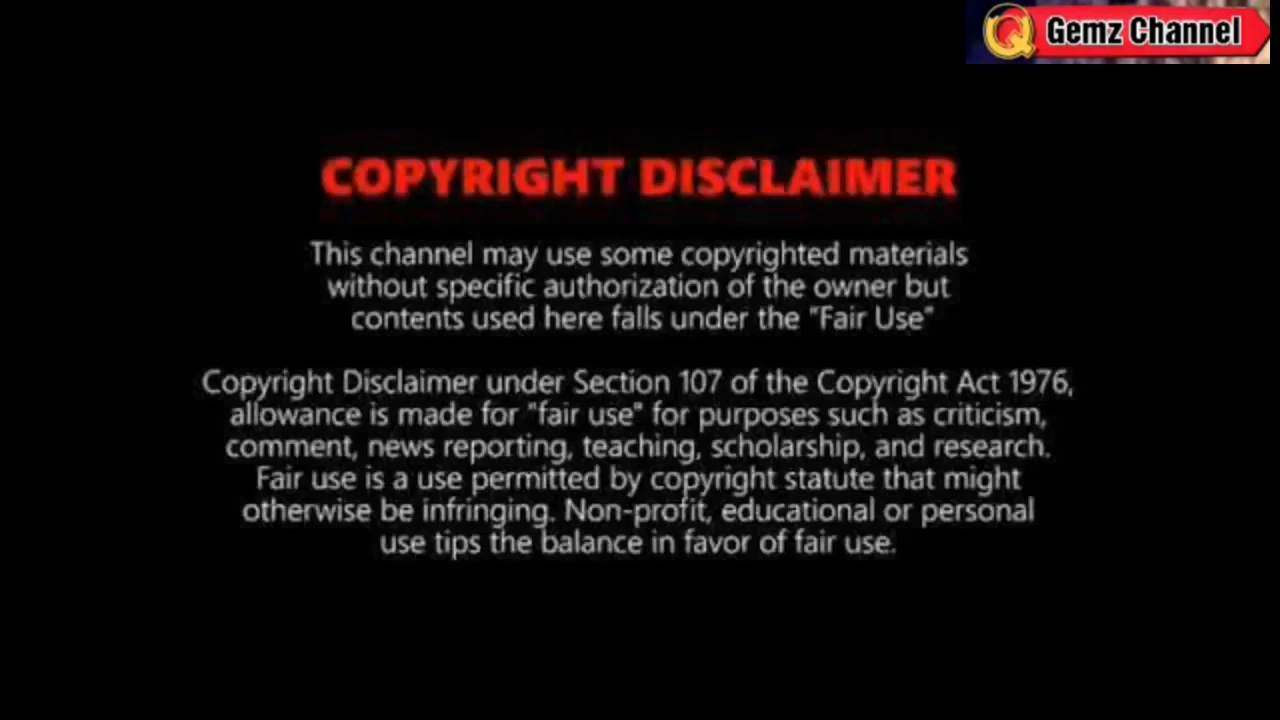 Gemz Channel
COPYRIGHT DISCLAIMER
This channel may use some copyrighted materials
without specific authorization of the owner but
contents used here falls under the "Fair Use"
Copyright Disclaimer under Section 107 of the Copyright Act 1976,
allowance is made for "fair use" for purposes such as criticism,
comment, news reporting, teaching, scholarship, and research.
Fair use is a use permitted by copyright statute that might
otherwise be infringing. Non-profit, educational or personal
use tips the balance in favor of fair use.